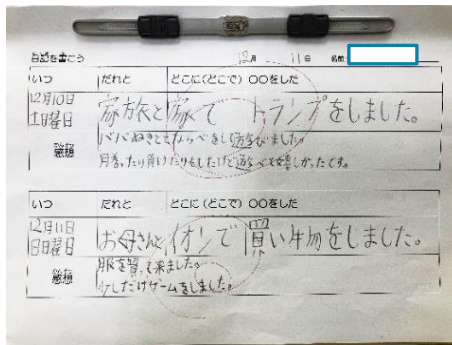 日記を書こう 12月 11日 名前
いつ だれと どこに(どこで) 〇〇をした
12月10日 土曜日 家族と 家で トランプをしました。
感想 ババぬきと七ならべをして遊びました。
たり負けたりもしたけど遊べて嬉しかったです。
いつ だれと どこに(どこで) 〇〇をした
12月11日 日曜日 お母さんと イオンで 買い物をしました。
感想 服を買って来ました。
少しだけゲームをしました。